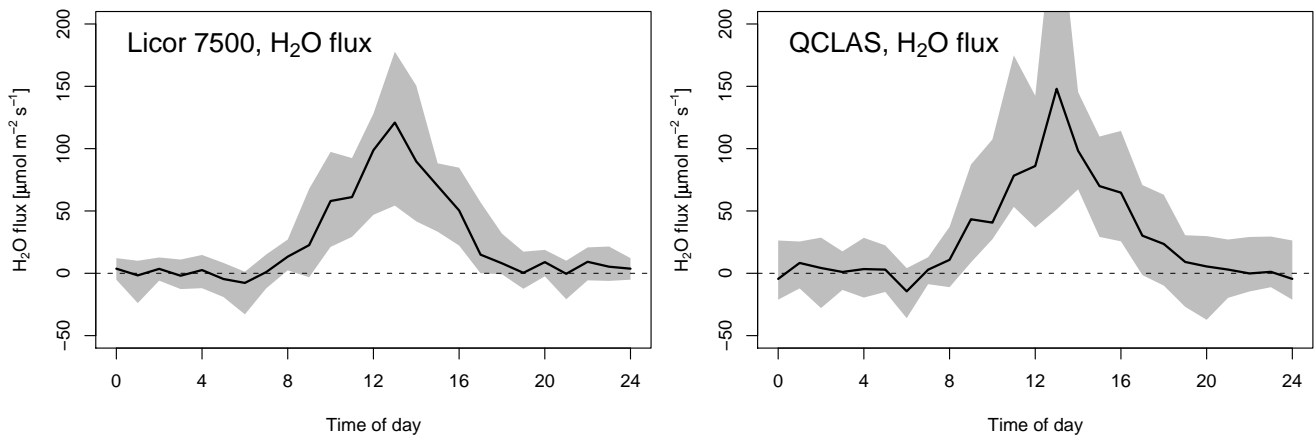 Licor 7500, H₂O flux
H₂O flux [µmol m⁻² s⁻¹]
200
150
100
50
0
−50
0 4 8 12 16 20 24
Time of day
QCLAS, H₂O flux
H₂O flux [µmol m⁻² s⁻¹]
200
150
100
50
0
−50
0 4 8 12 16 20 24
Time of day